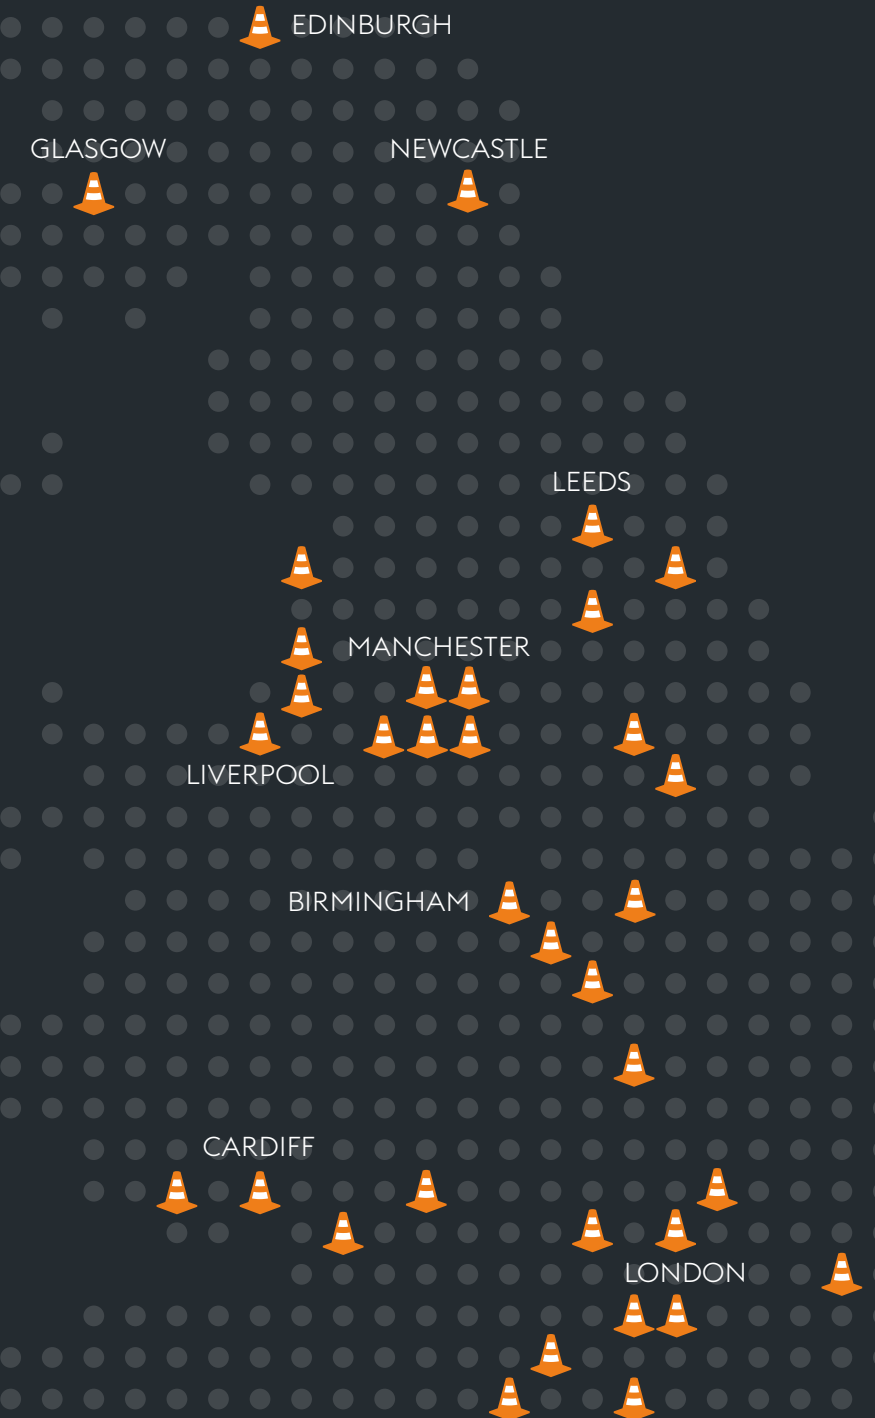 EDINBURGH
GLASGOW
NEWCASTLE
LEEDS
MANCHESTER
LIVERPOOL
BIRMINGHAM
CARDIFF
LONDON